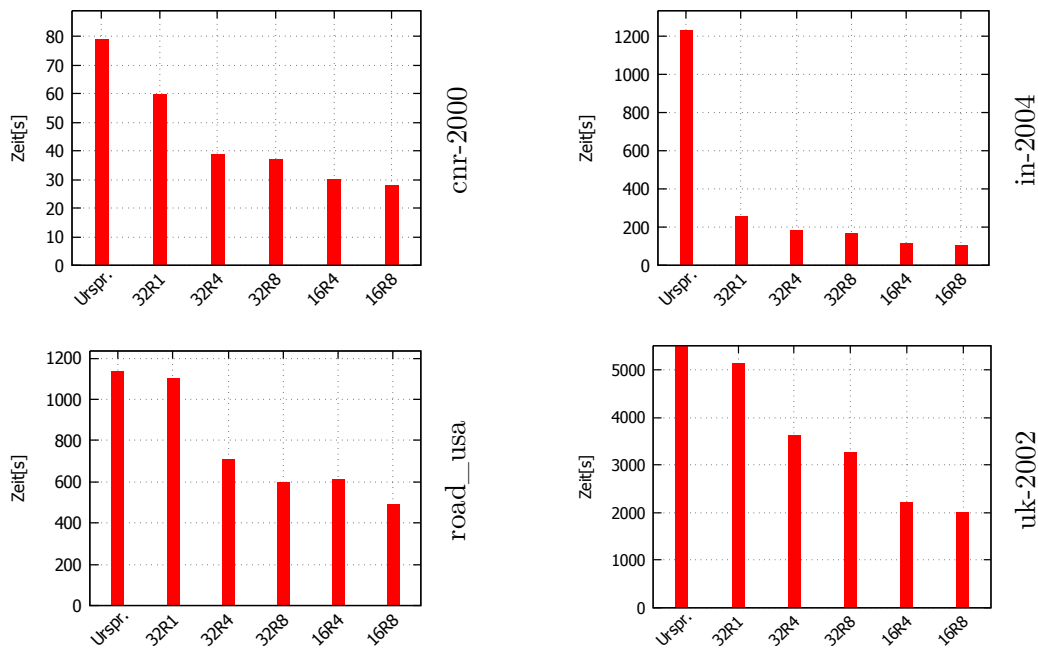 80
70
60
50
40
30
20
10
0
Zeit[s]
Urspr.
32R1
32R4
32R8
16R4
16R8
cnr-2000
1200
1000
800
600
400
200
0
Zeit[s]
Urspr.
32R1
32R4
32R8
16R4
16R8
in-2004
1200
1000
800
600
400
200
0
Zeit[s]
Urspr.
32R1
32R4
32R8
16R4
16R8
road_usa
5000
4000
3000
2000
1000
0
Zeit[s]
Urspr.
32R1
32R4
32R8
16R4
16R8
uk-2002